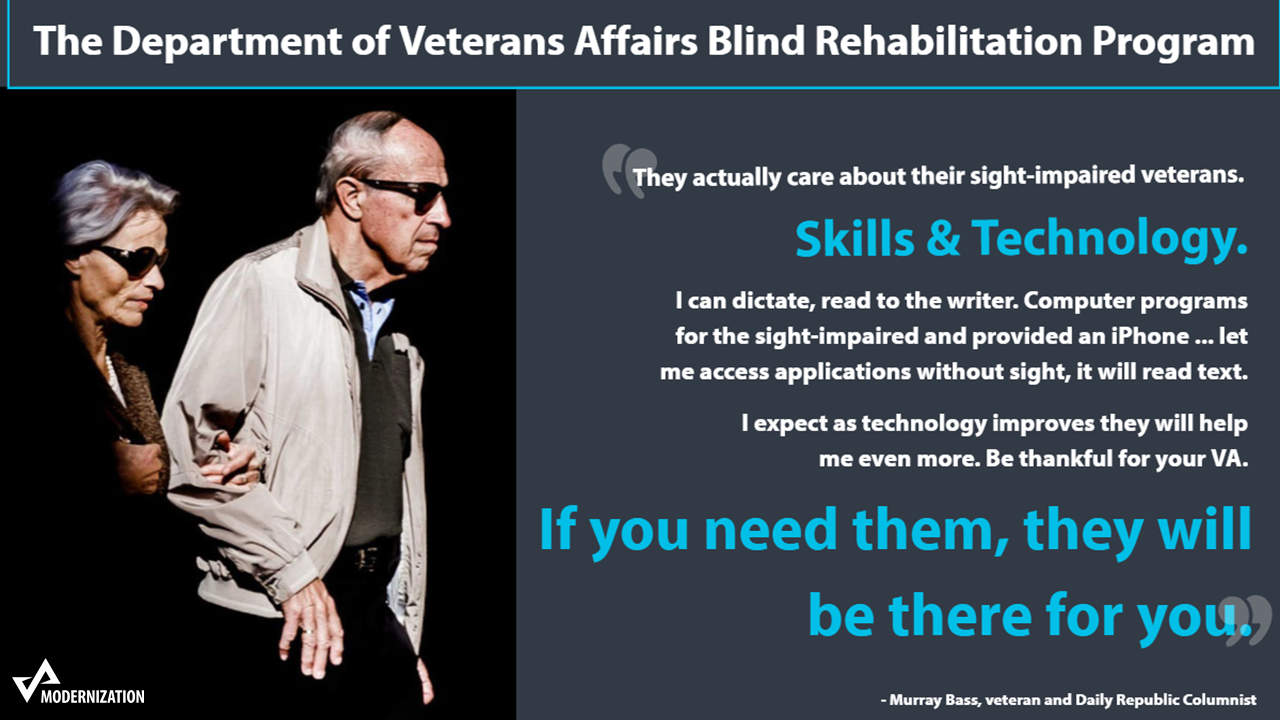 The Department of Veterans Affairs Blind Rehabilitation Program
They actually care about their sight-impaired veterans.
Skills & Technology.
I can dictate, read to the writer. Computer programs
for the sight-impaired and provided an iPhone ... let
me access applications without sight, it will read text.
I expect as technology improves they will help
me even more. Be thankful for your VA.
If you need them, they will
be there for you.
- Murray Bass, veteran and Daily Republic Columnist
VA MODERNIZATION